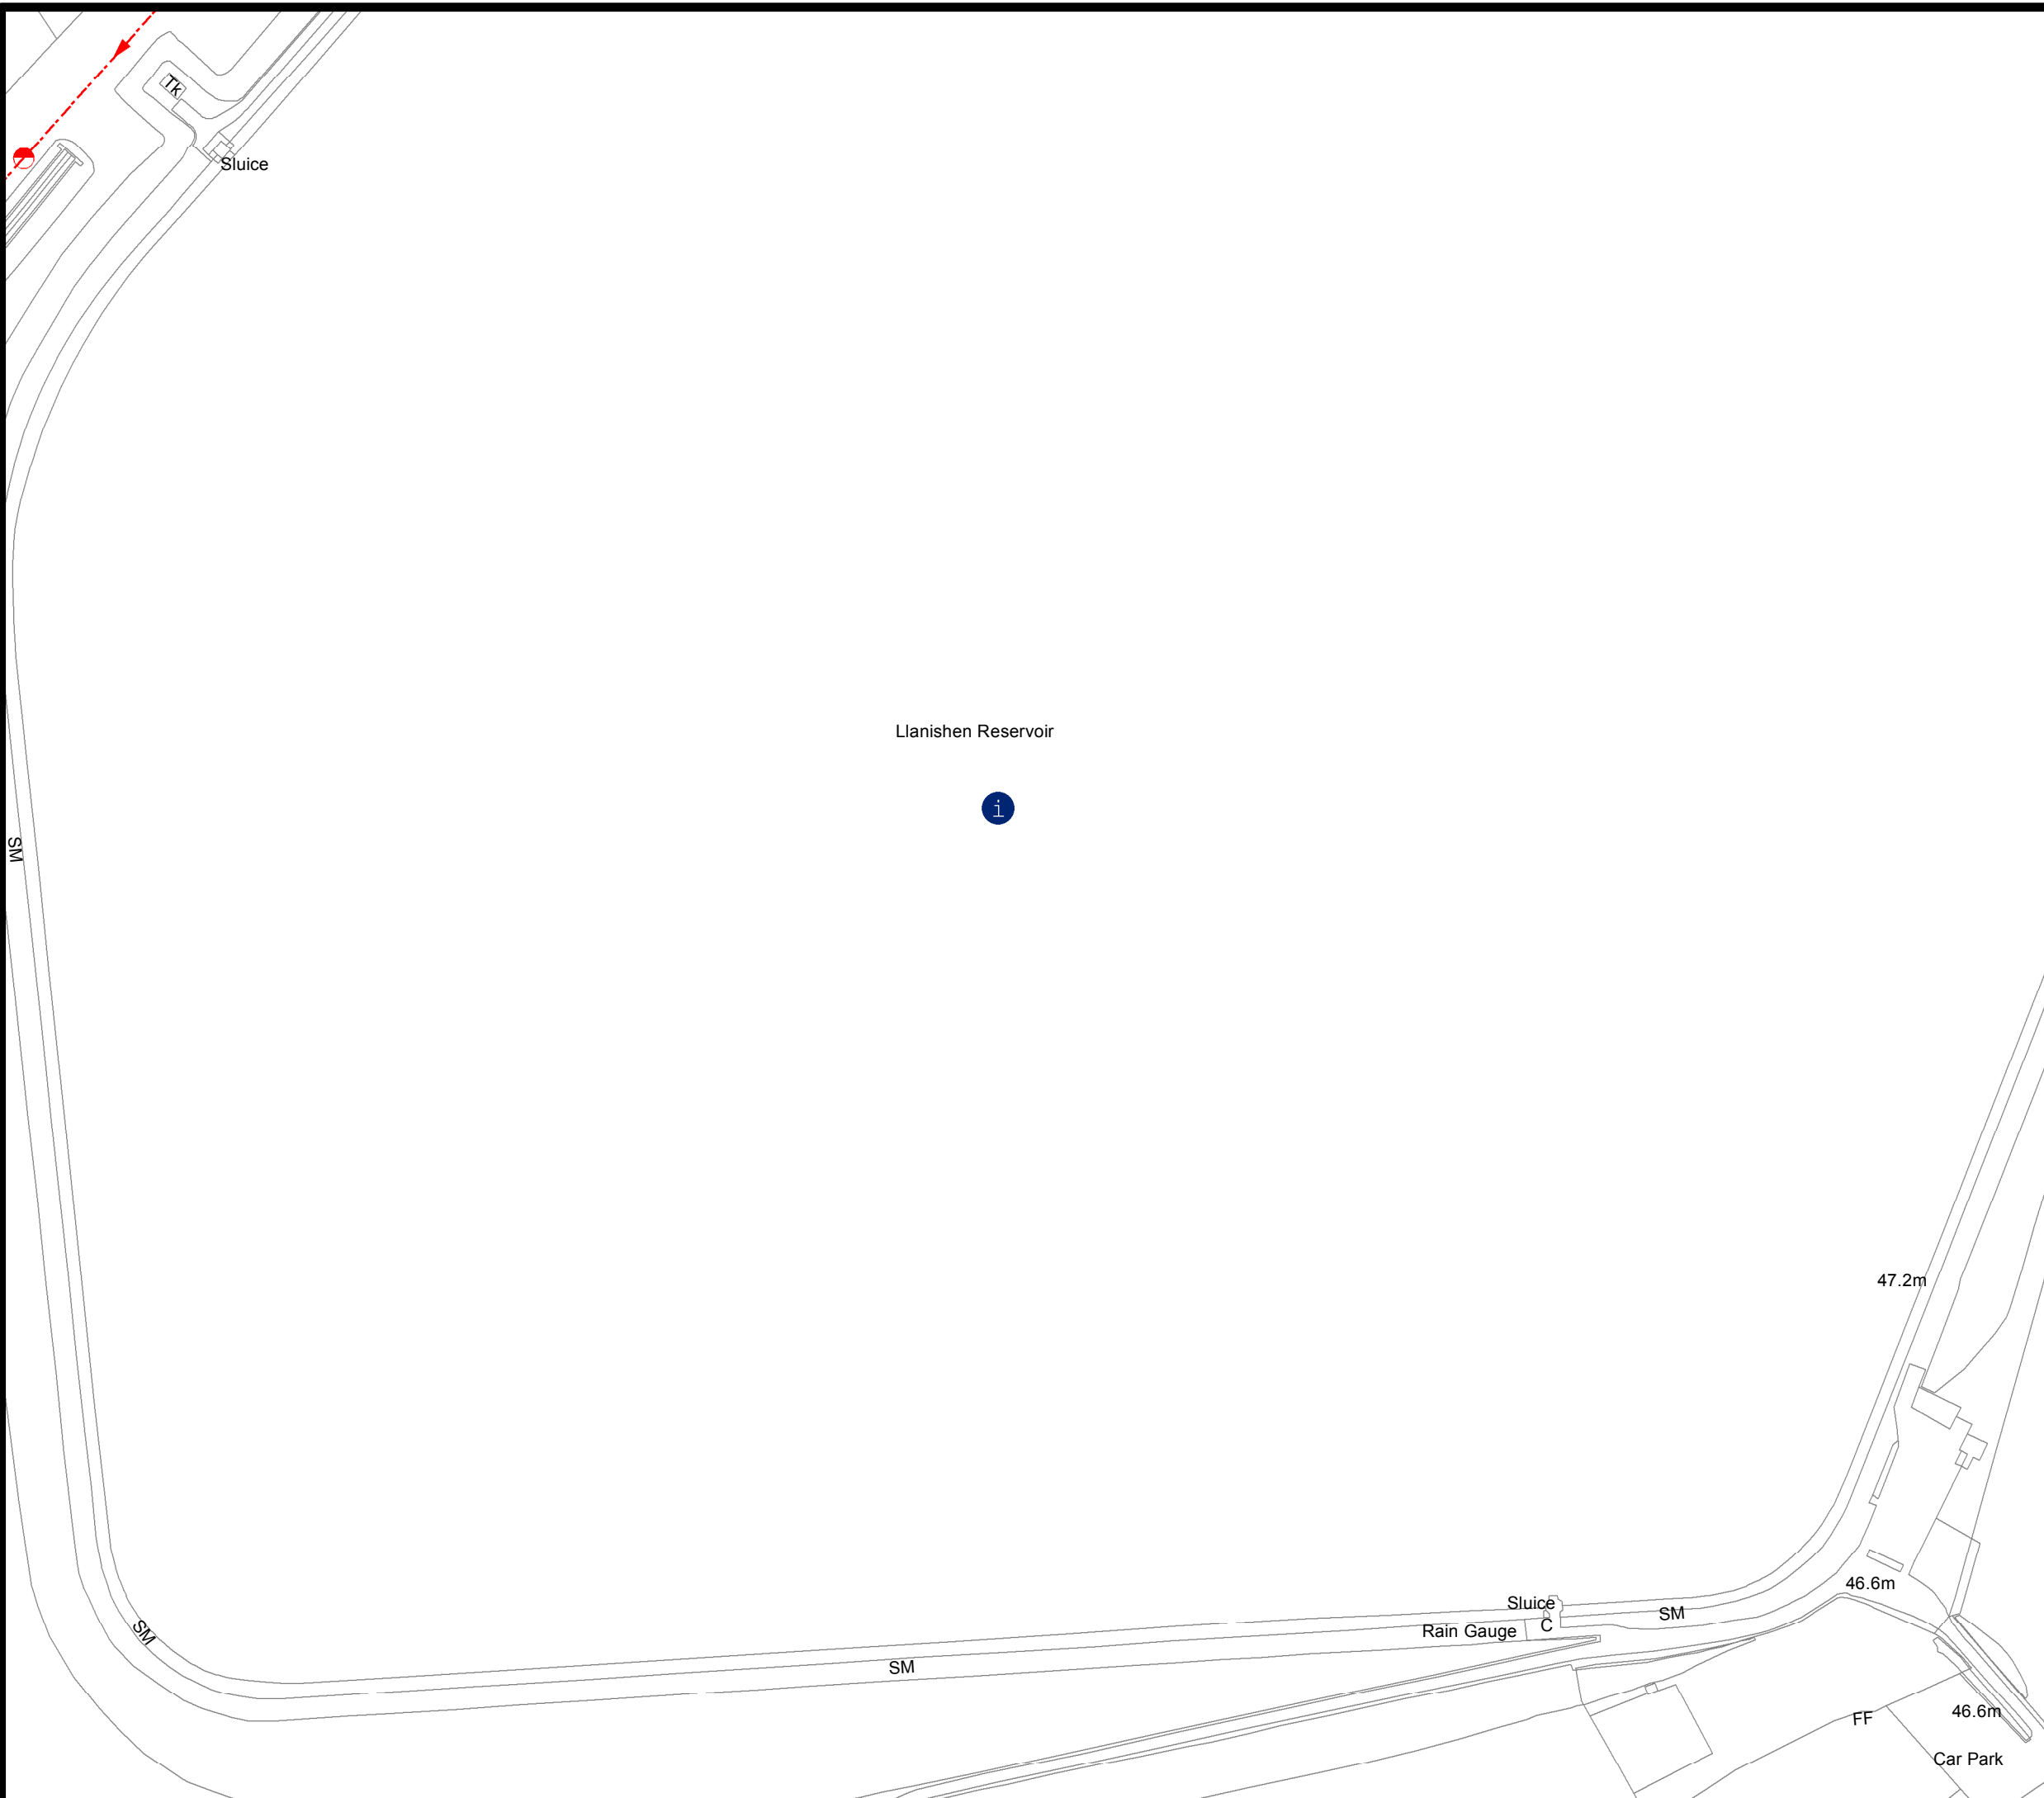 Tk
Sluice
Llanishen Reservoir
i
SM
47.2m
46.6m
Sluice
SM
C
Rain Gauge
SM
SM
46.6m
FF
Car Park